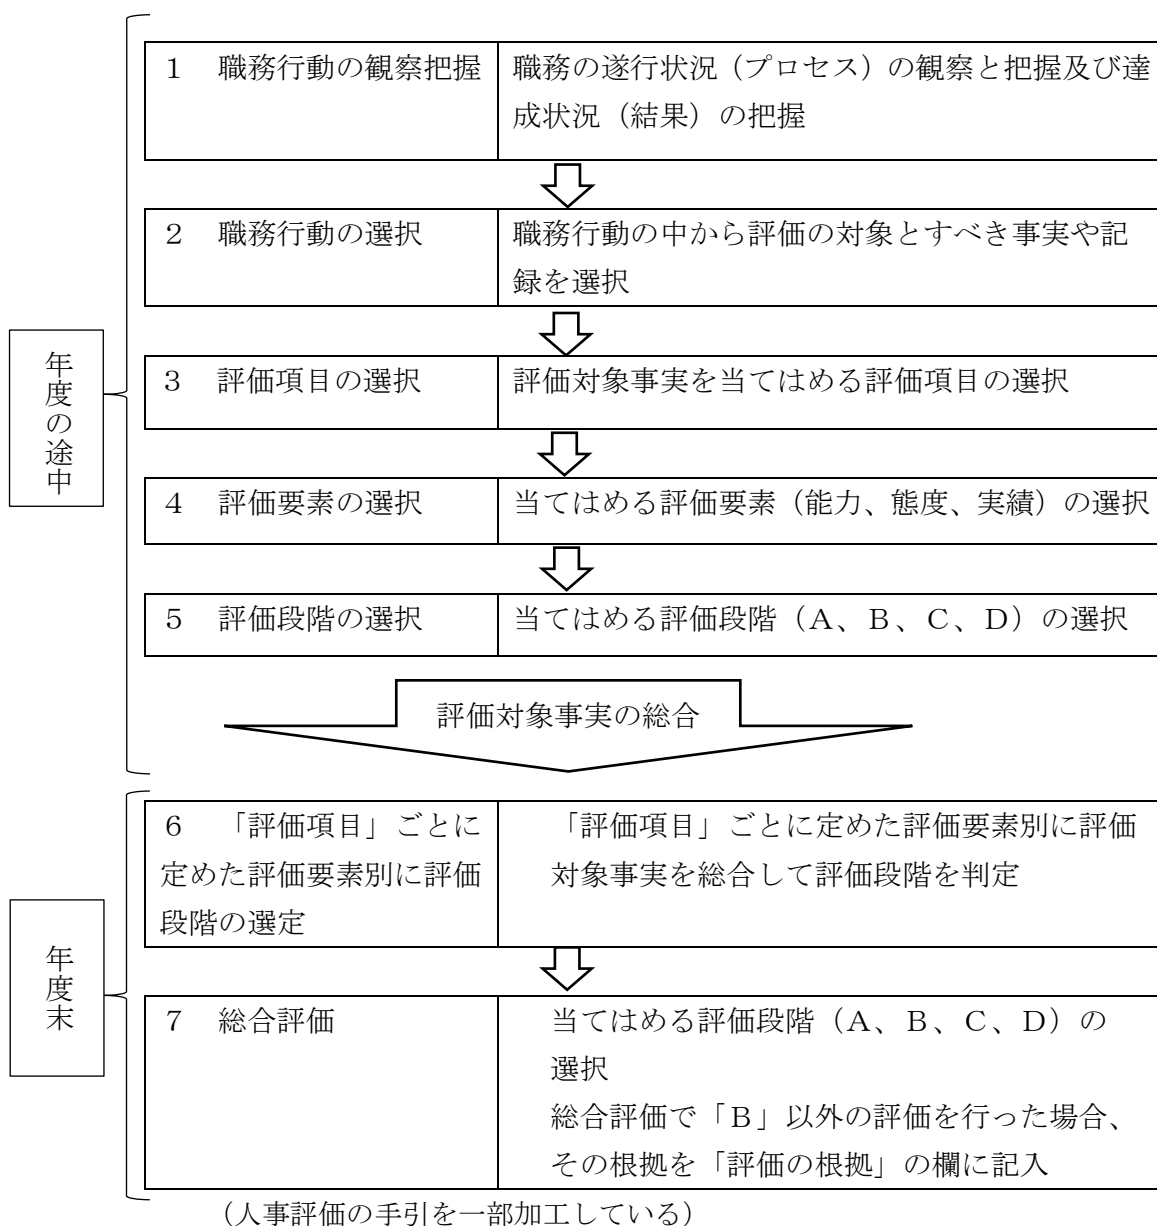 年度の途中
1 職務行動の観察把握
職務の遂行状況（プロセス）の観察と把握及び達
成状況（結果）の把握
2 職務行動の選択
職務行動の中から評価の対象とすべき事実や記
録を選択
3 評価項目の選択
評価対象事実を当てはめる評価項目の選択
4 評価要素の選択
当てはめる評価要素（能力、態度、実績）の選択
5 評価段階の選択
当てはめる評価段階（Ａ、Ｂ、Ｃ、Ｄ）の選択
評価対象事実の総合
年度末
6 「評価項目」ごとに
定めた評価要素別に評価
段階の選定
「評価項目」ごとに定めた評価要素別に評価
対象事実を総合して評価段階を判定
7 総合評価
当てはめる評価段階（Ａ、Ｂ、Ｃ、Ｄ）の
選択
総合評価で「Ｂ」以外の評価を行った場合、
その根拠を「評価の根拠」の欄に記入
（人事評価の手引を一部加工している）